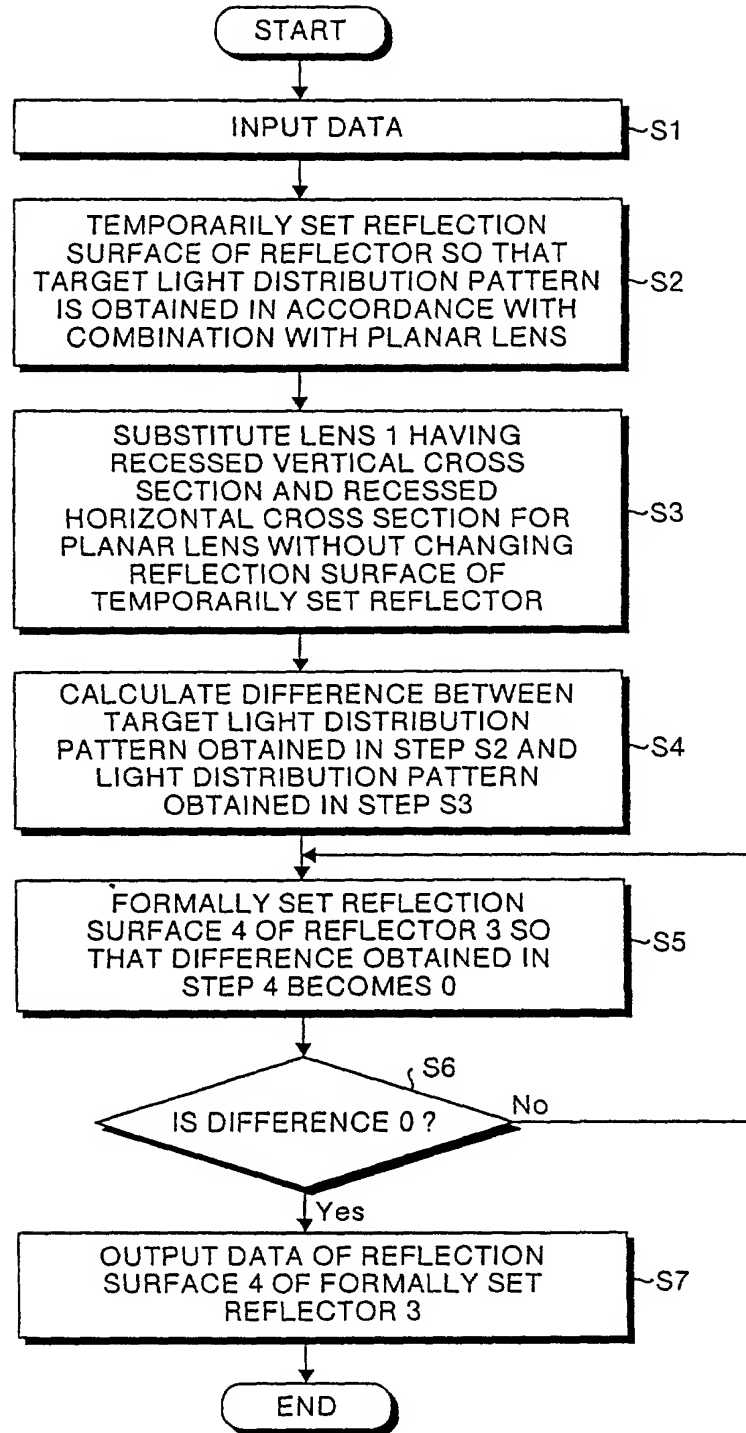 START
INPUT DATA
S1
TEMPORARILY SET REFLECTION
SURFACE OF REFLECTOR SO THAT
TARGET LIGHT DISTRIBUTION PATTERN
IS OBTAINED IN ACCORDANCE WITH
COMBINATION WITH PLANAR LENS
S2
SUBSTITUTE LENS 1 HAVING
RECESSED VERTICAL CROSS
SECTION AND RECESSED
HORIZONTAL CROSS SECTION FOR
PLANAR LENS WITHOUT CHANGING
REFLECTION SURFACE OF
TEMPORARILY SET REFLECTOR
S3
CALCULATE DIFFERENCE BETWEEN
TARGET LIGHT DISTRIBUTION
PATTERN OBTAINED IN STEP S2 AND
LIGHT DISTRIBUTION PATTERN
OBTAINED IN STEP S3
S4
FORMALLY SET REFLECTION
SURFACE 4 OF REFLECTOR 3 SO
THAT DIFFERENCE OBTAINED IN
STEP 4 BECOMES 0
S5
S6
IS DIFFERENCE 0 ?
No
Yes
OUTPUT DATA OF REFLECTION
SURFACE 4 OF FORMALLY SET
REFLECTOR 3
S7
END